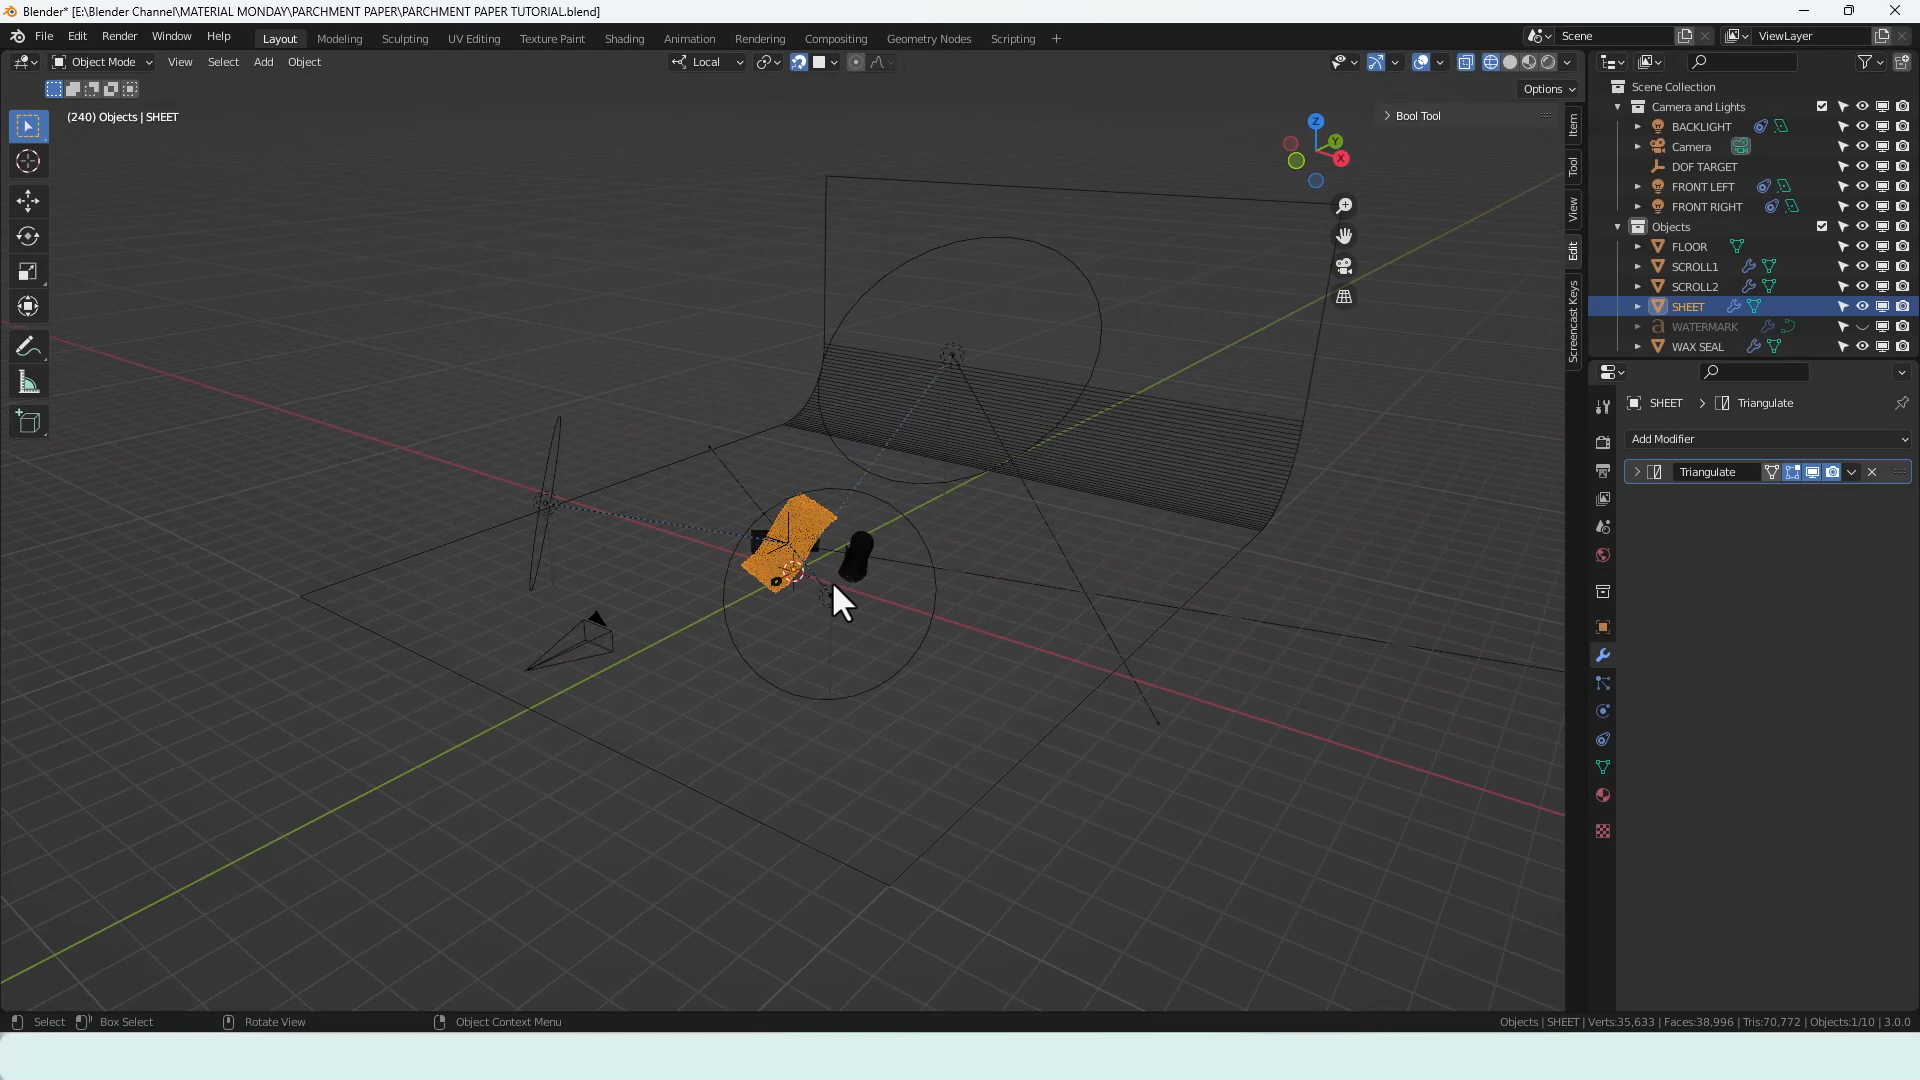 Blender* [E:\Blender Channel\MATERIAL MONDAY\PARCHMENT PAPER\PARCHMENT PAPER TUTORIAL.blend]
File Edit Render Window Help Layout Modeling Sculpting UV Editing Texture Paint Shading Animation Rendering Compositing Geometry Nodes Scripting + Scene ViewLayer
Object Mode View Select Add Object Local
Options
(240) Objects | SHEET
Bool Tool
Z
Y
X
Item
Tool
View
Edit
Screencast Keys
Scene Collection
Camera and Lights
BACKLIGHT
Camera
DOF TARGET
FRONT LEFT
FRONT RIGHT
Objects
FLOOR
SCROLL1
SCROLL2
SHEET
WATERMARK
WAX SEAL
SHEET > Triangulate
Add Modifier
Triangulate
Select Box Select Rotate View Object Context Menu Objects | SHEET | Verts:35,633 | Faces:38,996 | Tris:70,772 | Objects:1/10 | 3.0.0